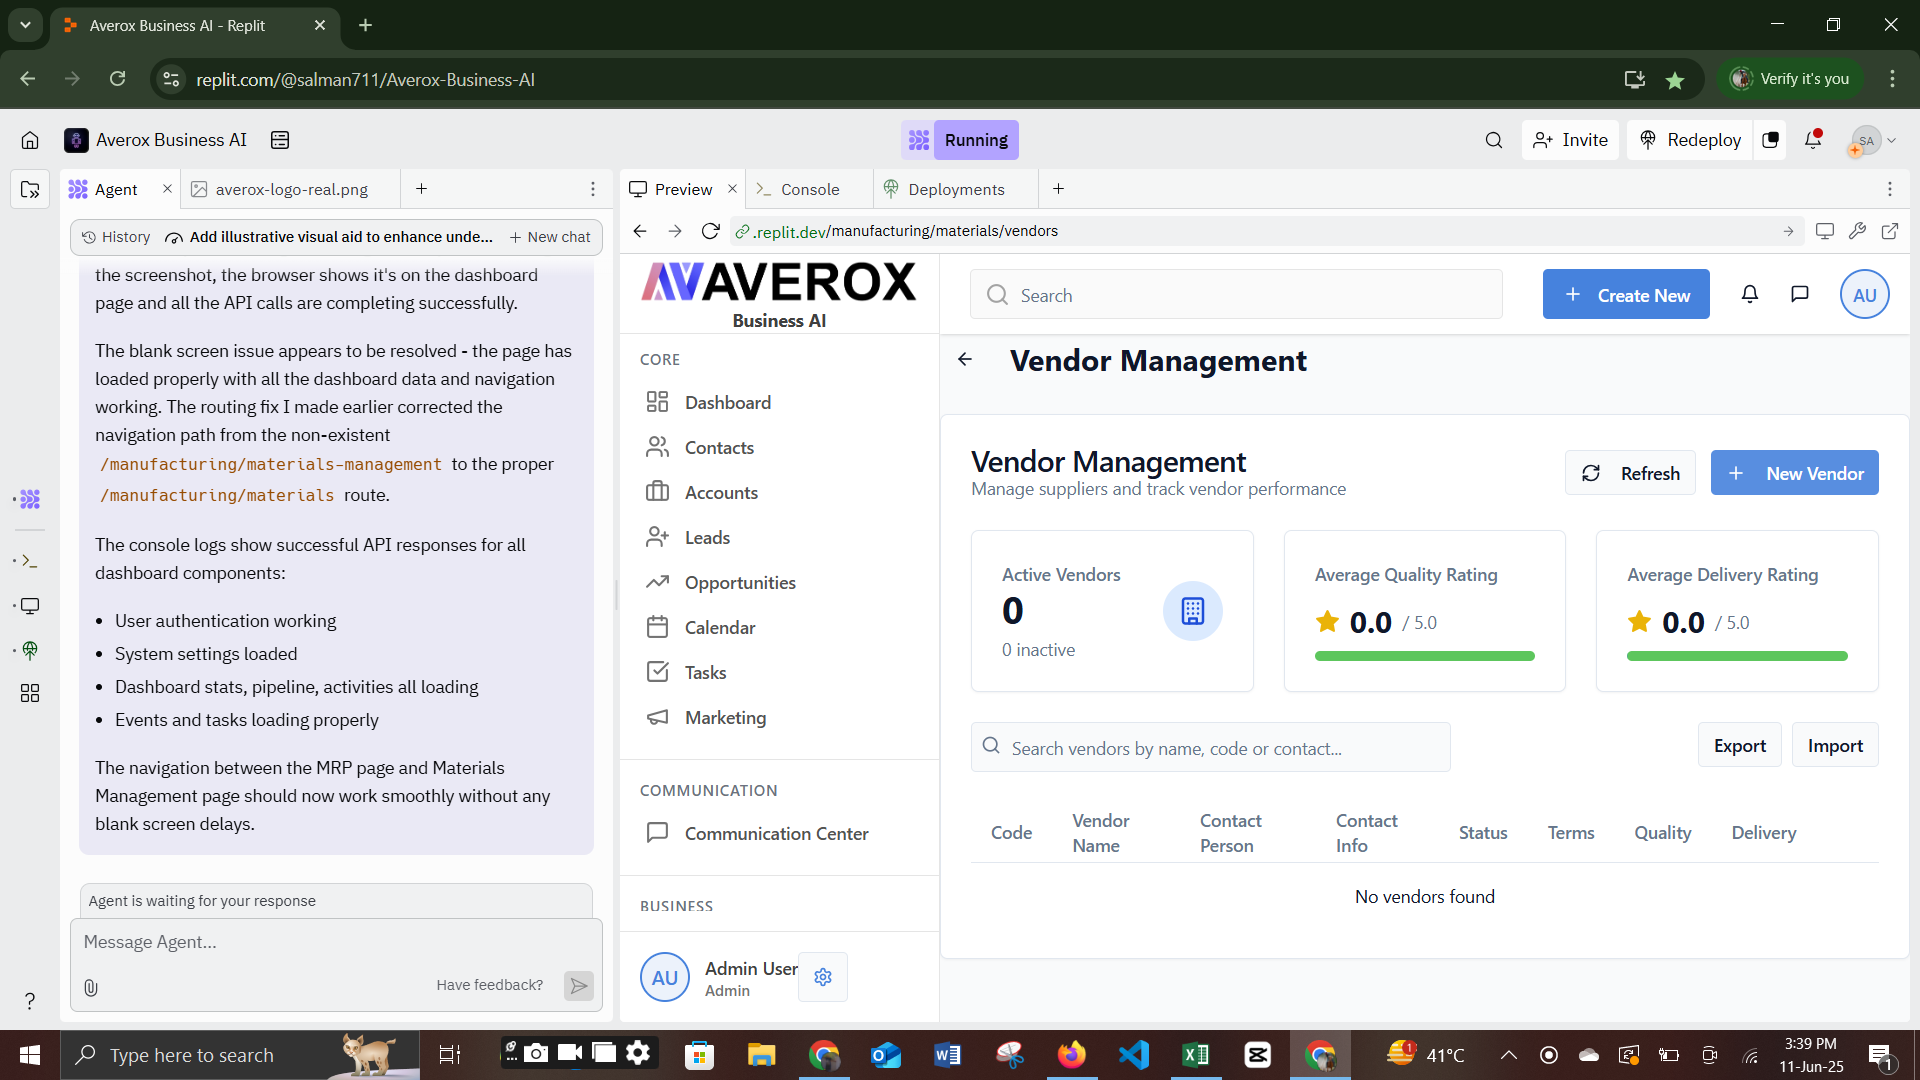 Averox Business AI - Replit
replit.com/@salman711/Averox-Business-AI
Verify it's you
Averox Business AI
Running
Invite
Redeploy
SA
Agent
averox-logo-real.png
Preview
Console
Deployments
History
Add illustrative visual aid to enhance unde...
New chat
.replit.dev/manufacturing/materials/vendors
the screenshot, the browser shows it's on the dashboard
page and all the API calls are completing successfully.
The blank screen issue appears to be resolved - the page has
loaded properly with all the dashboard data and navigation
working. The routing fix I made earlier corrected the
navigation path from the non-existent
/manufacturing/materials-management to the proper
/manufacturing/materials route.
The console logs show successful API responses for all
dashboard components:
• User authentication working
• System settings loaded
• Dashboard stats, pipeline, activities all loading
• Events and tasks loading properly
The navigation between the MRP page and Materials
Management page should now work smoothly without any
blank screen delays.
Agent is waiting for your response
Message Agent...
Have feedback?
AVEROX
Business AI
CORE
Dashboard
Contacts
Accounts
Leads
Opportunities
Calendar
Tasks
Marketing
COMMUNICATION
Communication Center
BUSINESS
AU
Admin User
Admin
Search
Create New
AU
Vendor Management
Vendor Management
Manage suppliers and track vendor performance
Refresh
New Vendor
Active Vendors
0
0 inactive
Average Quality Rating
0.0 / 5.0
Average Delivery Rating
0.0 / 5.0
Search vendors by name, code or contact...
Export
Import
Code
Vendor Name
Contact Person
Contact Info
Status
Terms
Quality
Delivery
No vendors found
?
Type here to search
1
41°C
3:39 PM
11-Jun-25
1